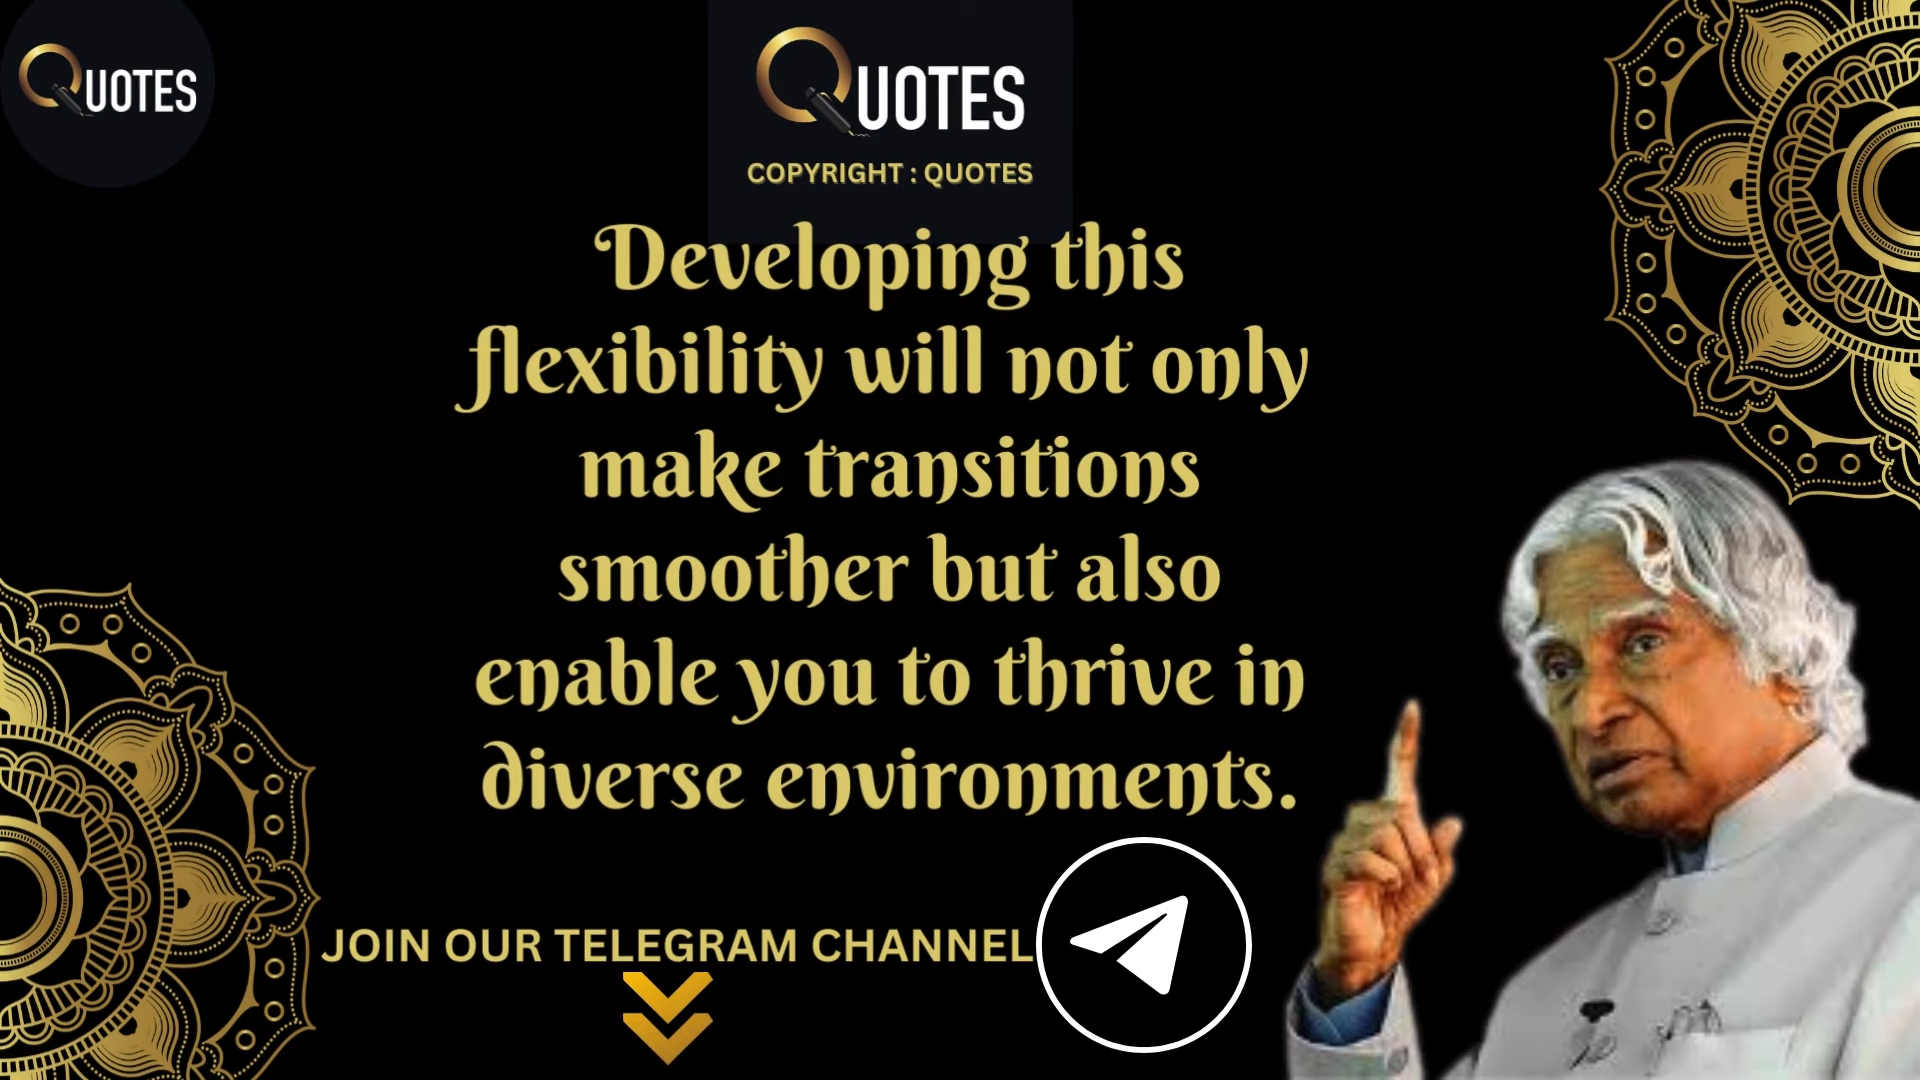 QUOTES
QUOTES
COPYRIGHT : QUOTES
Developing this
flexibility will not only
make transitions
smoother but also
enable you to thrive in
diverse environments.
JOIN OUR TELEGRAM CHANNEL